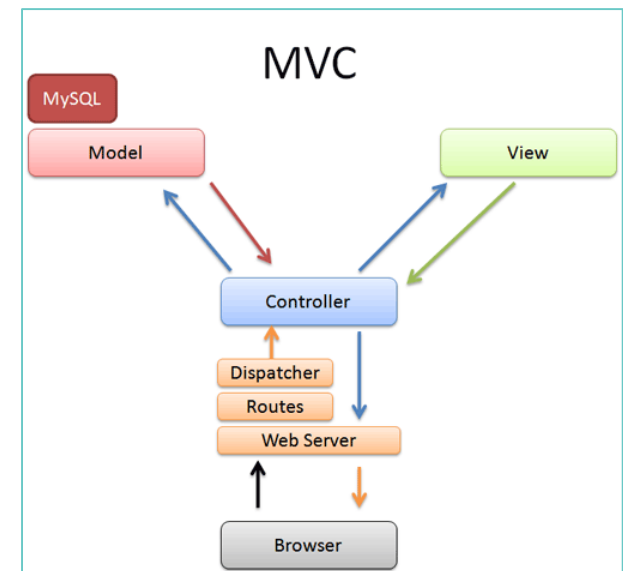 MVC
MySQL
Model
View
Controller
Dispatcher
Routes
Web Server
Browser